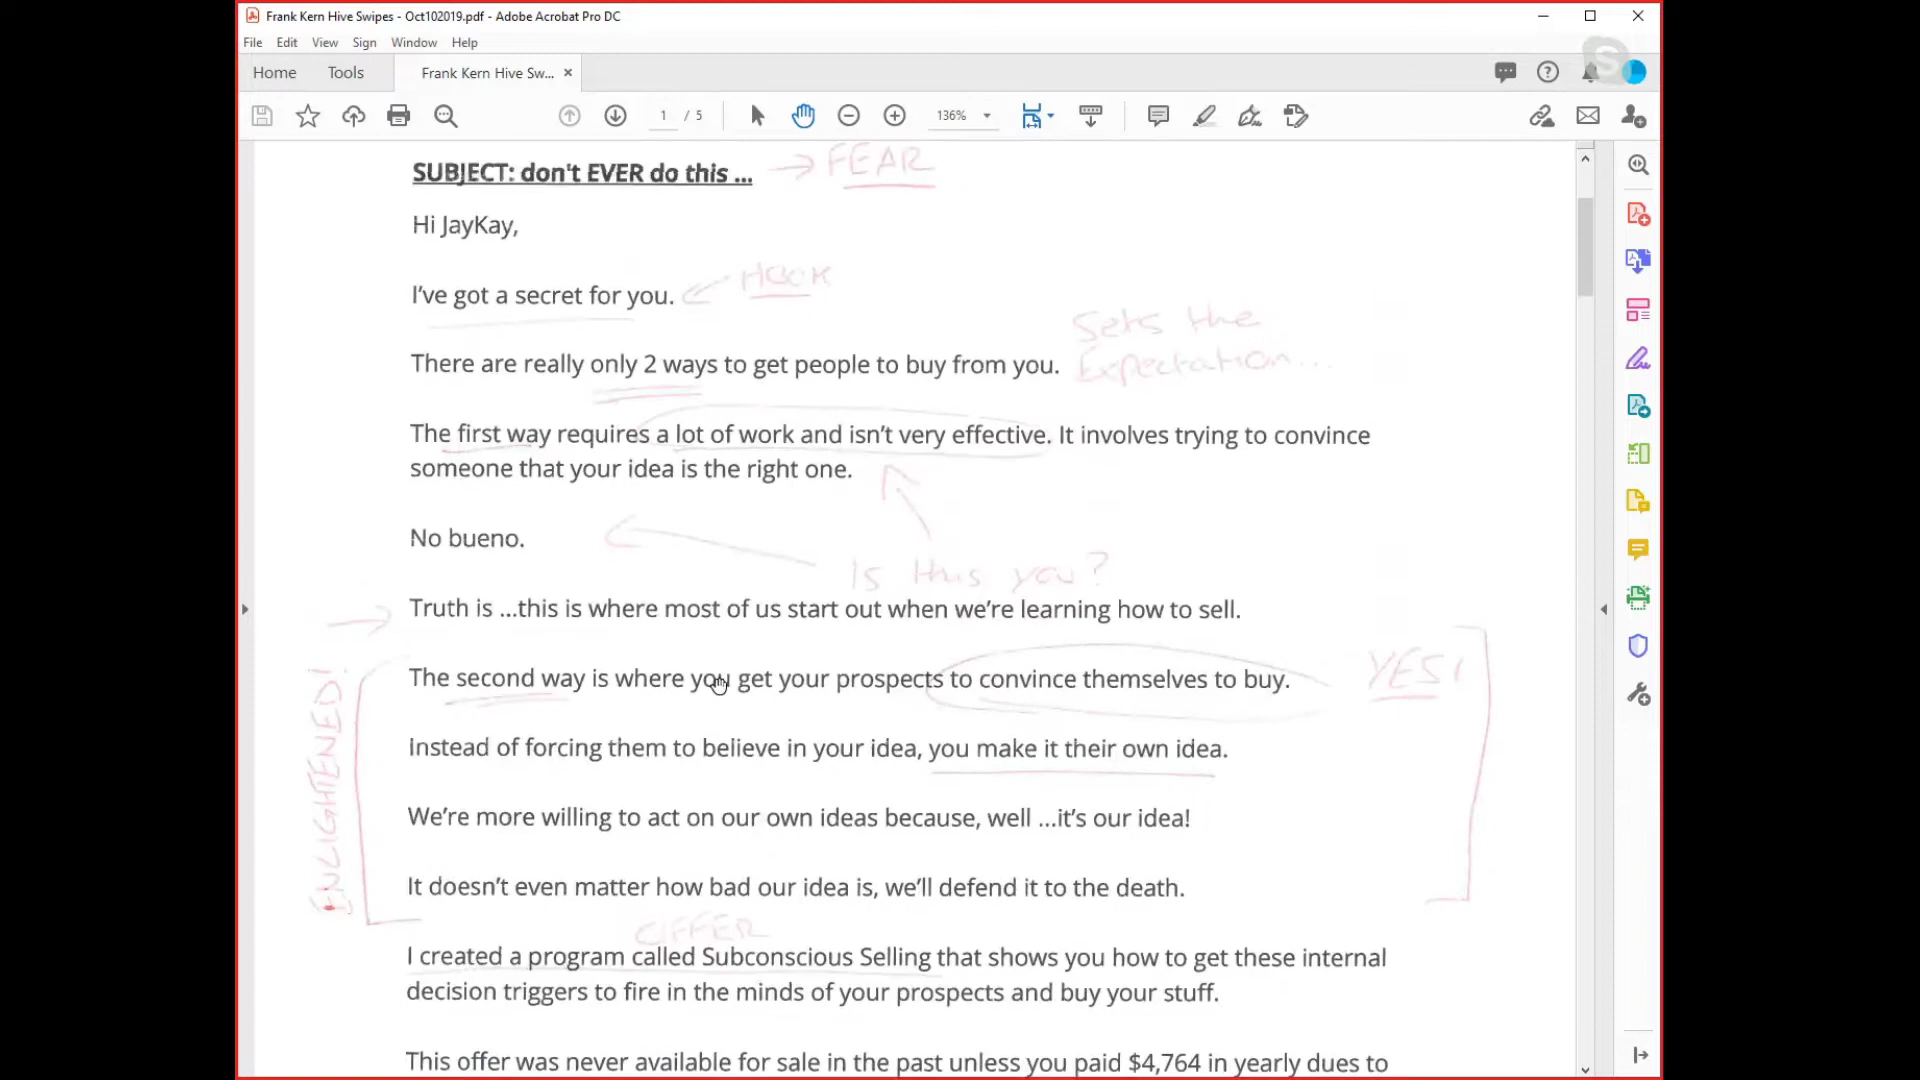 Frank Kern Hive Swipes - Oct102019.pdf - Adobe Acrobat Pro DC
File Edit View Sign Window Help
Home Tools Frank Kern Hive Sw...
1 / 5 136%
SUBJECT: don't EVER do this ... → FEAR
Hi JayKay,
I've got a secret for you. HOOK
Sets the
There are really only 2 ways to get people to buy from you. Expectation...
The first way requires a lot of work and isn't very effective. It involves trying to convince
someone that your idea is the right one.
No bueno.
Is this you?
Truth is ...this is where most of us start out when we're learning how to sell.
The second way is where you get your prospects to convince themselves to buy. YES!
Instead of forcing them to believe in your idea, you make it their own idea.
ENLIGHTENED!
We're more willing to act on our own ideas because, well ...it's our idea!
It doesn't even matter how bad our idea is, we'll defend it to the death.
OFFER
I created a program called Subconscious Selling that shows you how to get these internal
decision triggers to fire in the minds of your prospects and buy your stuff.
This offer was never available for sale in the past unless you paid $4,764 in yearly dues to